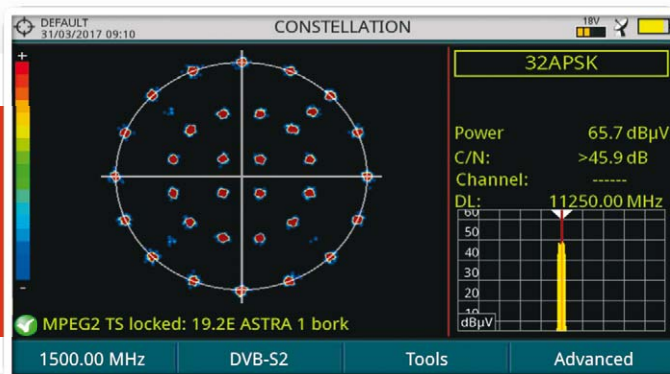 DEFAULT
31/03/2017 09:10
CONSTELLATION
18V
+
-
32APSK
Power 65.7 dBµV
C/N: >45.9 dB
Channel: ------
DL: 11250.00 MHz
60
50
40
30
20
10
dBµV
MPEG2 TS locked: 19.2E ASTRA 1 bork
1500.00 MHz DVB-S2 Tools Advanced